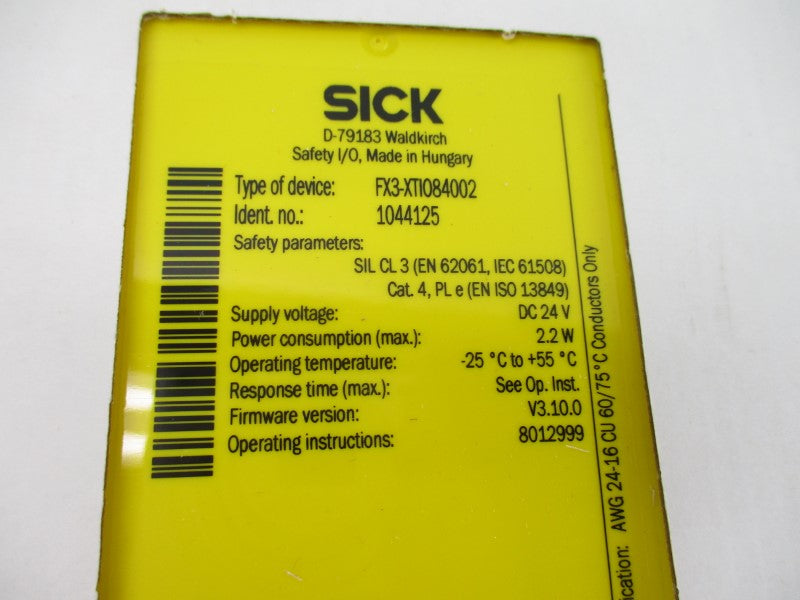 SICK
D-79183 Waldkirch
Safety I/O, Made in Hungary
Type of device: FX3-XTIO84002
Ident. no.: 1044125
Safety parameters:
SIL CL 3 (EN 62061, IEC 61508)
Cat. 4, PL e (EN ISO 13849)
Supply voltage: DC 24 V
Power consumption (max.): 2.2 W
Operating temperature: -25 °C to +55 °C
Response time (max.): See Op. Inst.
Firmware version: V3.10.0
Operating instructions: 8012999
AWG 24-16 CU 60/75°C Conductors Only